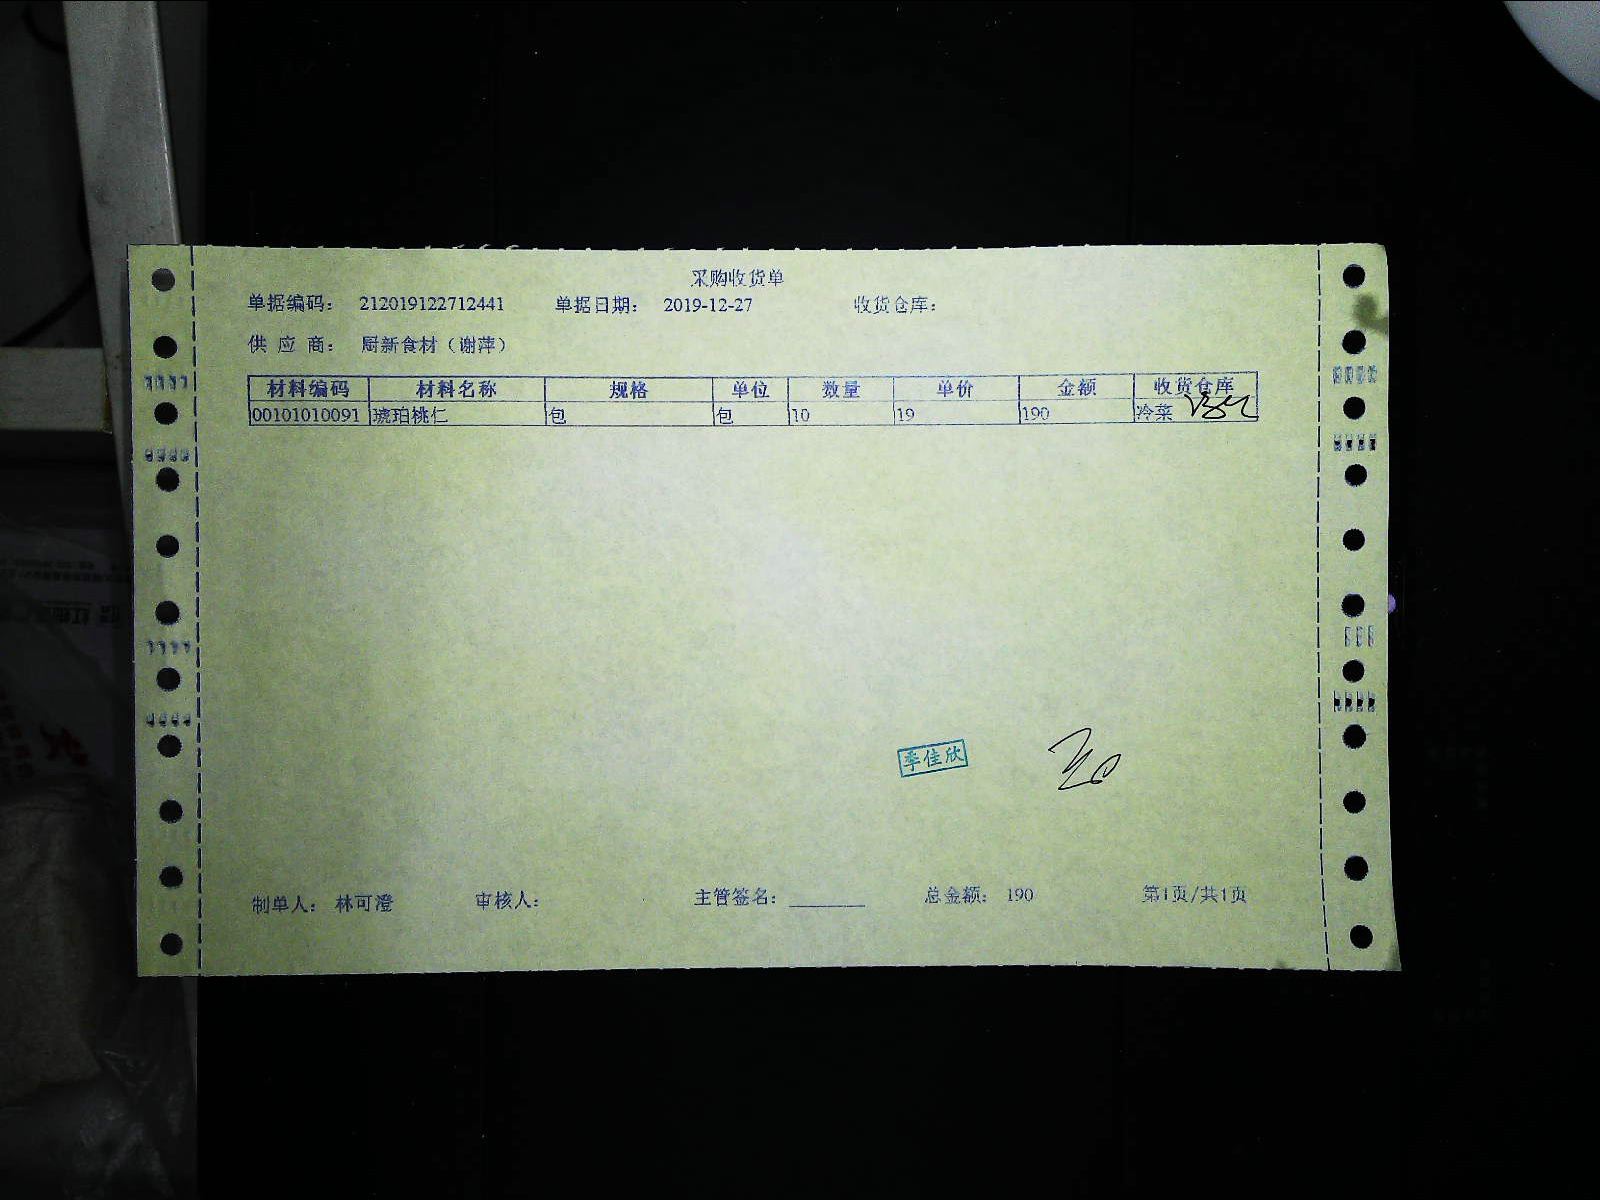 采购收货单
单据编码： 212019122712441 单据日期： 2019-12-27 收货仓库：
供 应 商： 厨新食材（谢萍）
材料编码 材料名称 规格 单位 数量 单价 金额 收货仓库
00101010091 琥珀桃仁 包 包 10 19 190 冷菜
季佳欣
制单人： 林可澄 审核人： 主管签名： ________ 总金额： 190 第1页/共1页